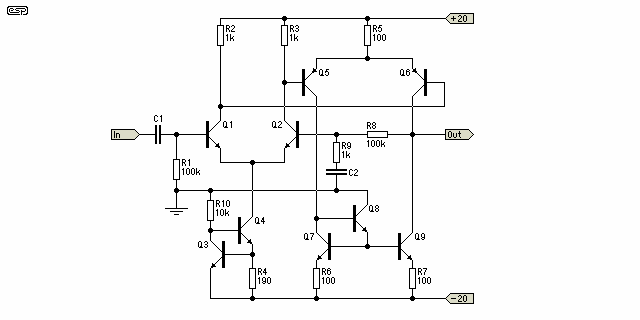 esp
+20
R2
1k
R3
1k
R5
100
Q5
Q6
C1
In
Q1
Q2
R8
100k
Out
R9
1k
C2
R1
100k
R10
10k
Q4
Q3
R4
190
Q8
Q7
Q9
R6
100
R7
100
-20